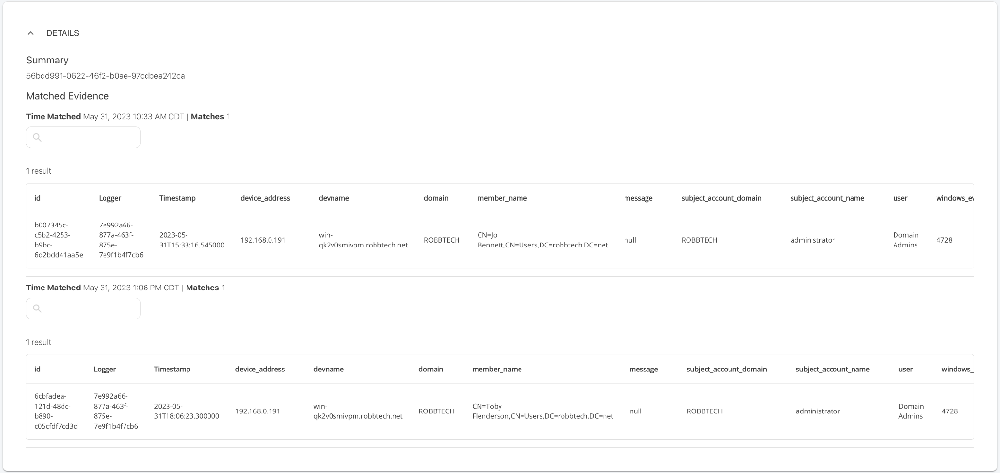 DETAILS
Summary
56bdd991-0622-46f2-b0ae-97cdbea242ca
Matched Evidence
Time Matched May 31, 2023 10:33 AM CDT | Matches 1
1 result
id Logger Timestamp device_address devname domain member_name message subject_account_domain subject_account_name user windows_ev
b007345c- 7e992a66-
c5b2-4253- 877a-463f- 2023-05- win- CN=Jo Domain
192.168.0.191 ROBBTECH null ROBBTECH administrator 4728
b9bc- 875e- 31T15:33:16.545000 qk2v0smivpm.robbtech.net Bennett,CN=Users,DC=robbtech,DC=net Admins
6d2bdd41aa5e 7e9f1b4f7cb6
Time Matched May 31, 2023 1:06 PM CDT | Matches 1
1 result
id Logger Timestamp device_address devname domain member_name message subject_account_domain subject_account_name user windows_
6cbfadea- 7e992a66-
121d-48dc- 877a-463f- 2023-05- win- CN=Toby Domain
192.168.0.191 ROBBTECH null ROBBTECH administrator 4728
b890- 875e- 31T18:06:23.300000 qk2v0smivpm.robbtech.net Flenderson,CN=Users,DC=robbtech,DC=net Admins
c05cfdf7cd3d 7e9f1b4f7cb6